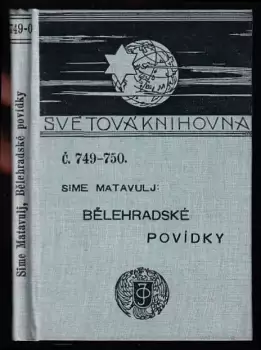 749-0
Sime Matavulj, Bělehradské povídky
SVĚTOVÁ KNIHOVNA
Č. 749-750.
SIME MATAVULJ:
BĚLEHRADSKÉ
POVÍDKY